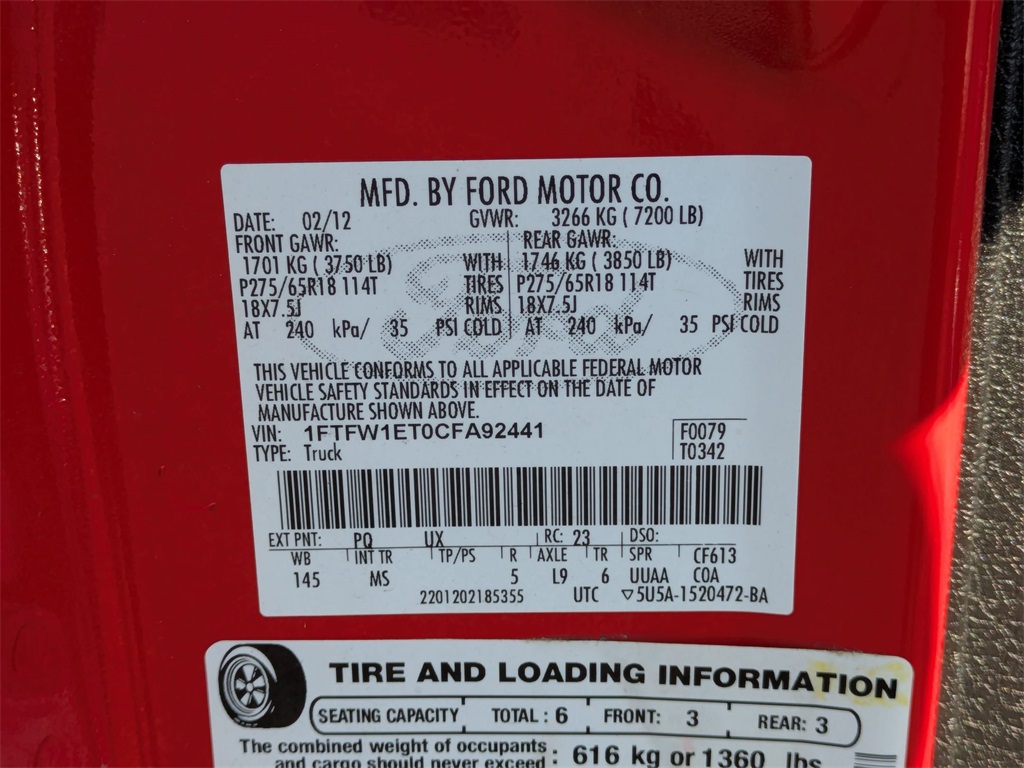 MFD. BY FORD MOTOR CO.
DATE: 02/12 GVWR: 3266 KG ( 7200 LB)
FRONT GAWR: REAR GAWR:
1701 KG ( 3750 LB) WITH 1746 KG ( 3850 LB) WITH
P275/65R18 114T TIRES P275/65R18 114T TIRES
18X7.5J RIMS 18X7.5J RIMS
AT 240 kPa/ 35 PSI COLD AT 240 kPa/ 35 PSI COLD
Ford
THIS VEHICLE CONFORMS TO ALL APPLICABLE FEDERAL MOTOR
VEHICLE SAFETY STANDARDS IN EFFECT ON THE DATE OF
MANUFACTURE SHOWN ABOVE.
VIN: 1FTFW1ET0CFA92441 F0079
TYPE: Truck T0342
EXT PNT: PQ UX RC: 23 DSO:
WB INT TR TP/PS R AXLE TR SPR CF613
145 MS 5 L9 6 UUAA COA
2201202185355 UTC ▽5U5A-1520472-BA
TIRE AND LOADING INFORMATION
SEATING CAPACITY TOTAL : 6 FRONT: 3 REAR: 3
The combined weight of occupants
and cargo should never exceed : 616 kg or 1360 lbs